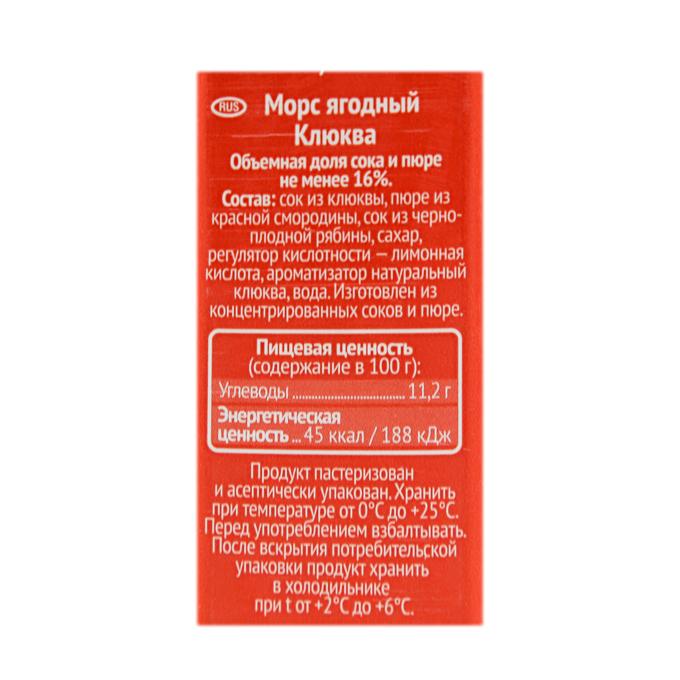 RUS Морс ягодный
Клюква
Объемная доля сока и пюре
не менее 16%.
Состав: сок из клюквы, пюре из
красной смородины, сок из черно-
плодной рябины, сахар,
регулятор кислотности — лимонная
кислота, ароматизатор натуральный
клюква, вода. Изготовлен из
концентрированных соков и пюре.
Пищевая ценность
(содержание в 100 г):
Углеводы .................................. 11,2 г
Энергетическая
ценность ... 45 ккал / 188 кДж
Продукт пастеризован
и асептически упакован. Хранить
при температуре от 0°C до +25°C.
Перед употреблением взбалтывать.
После вскрытия потребительской
упаковки продукт хранить
в холодильнике
при t от +2°C до +6°C.